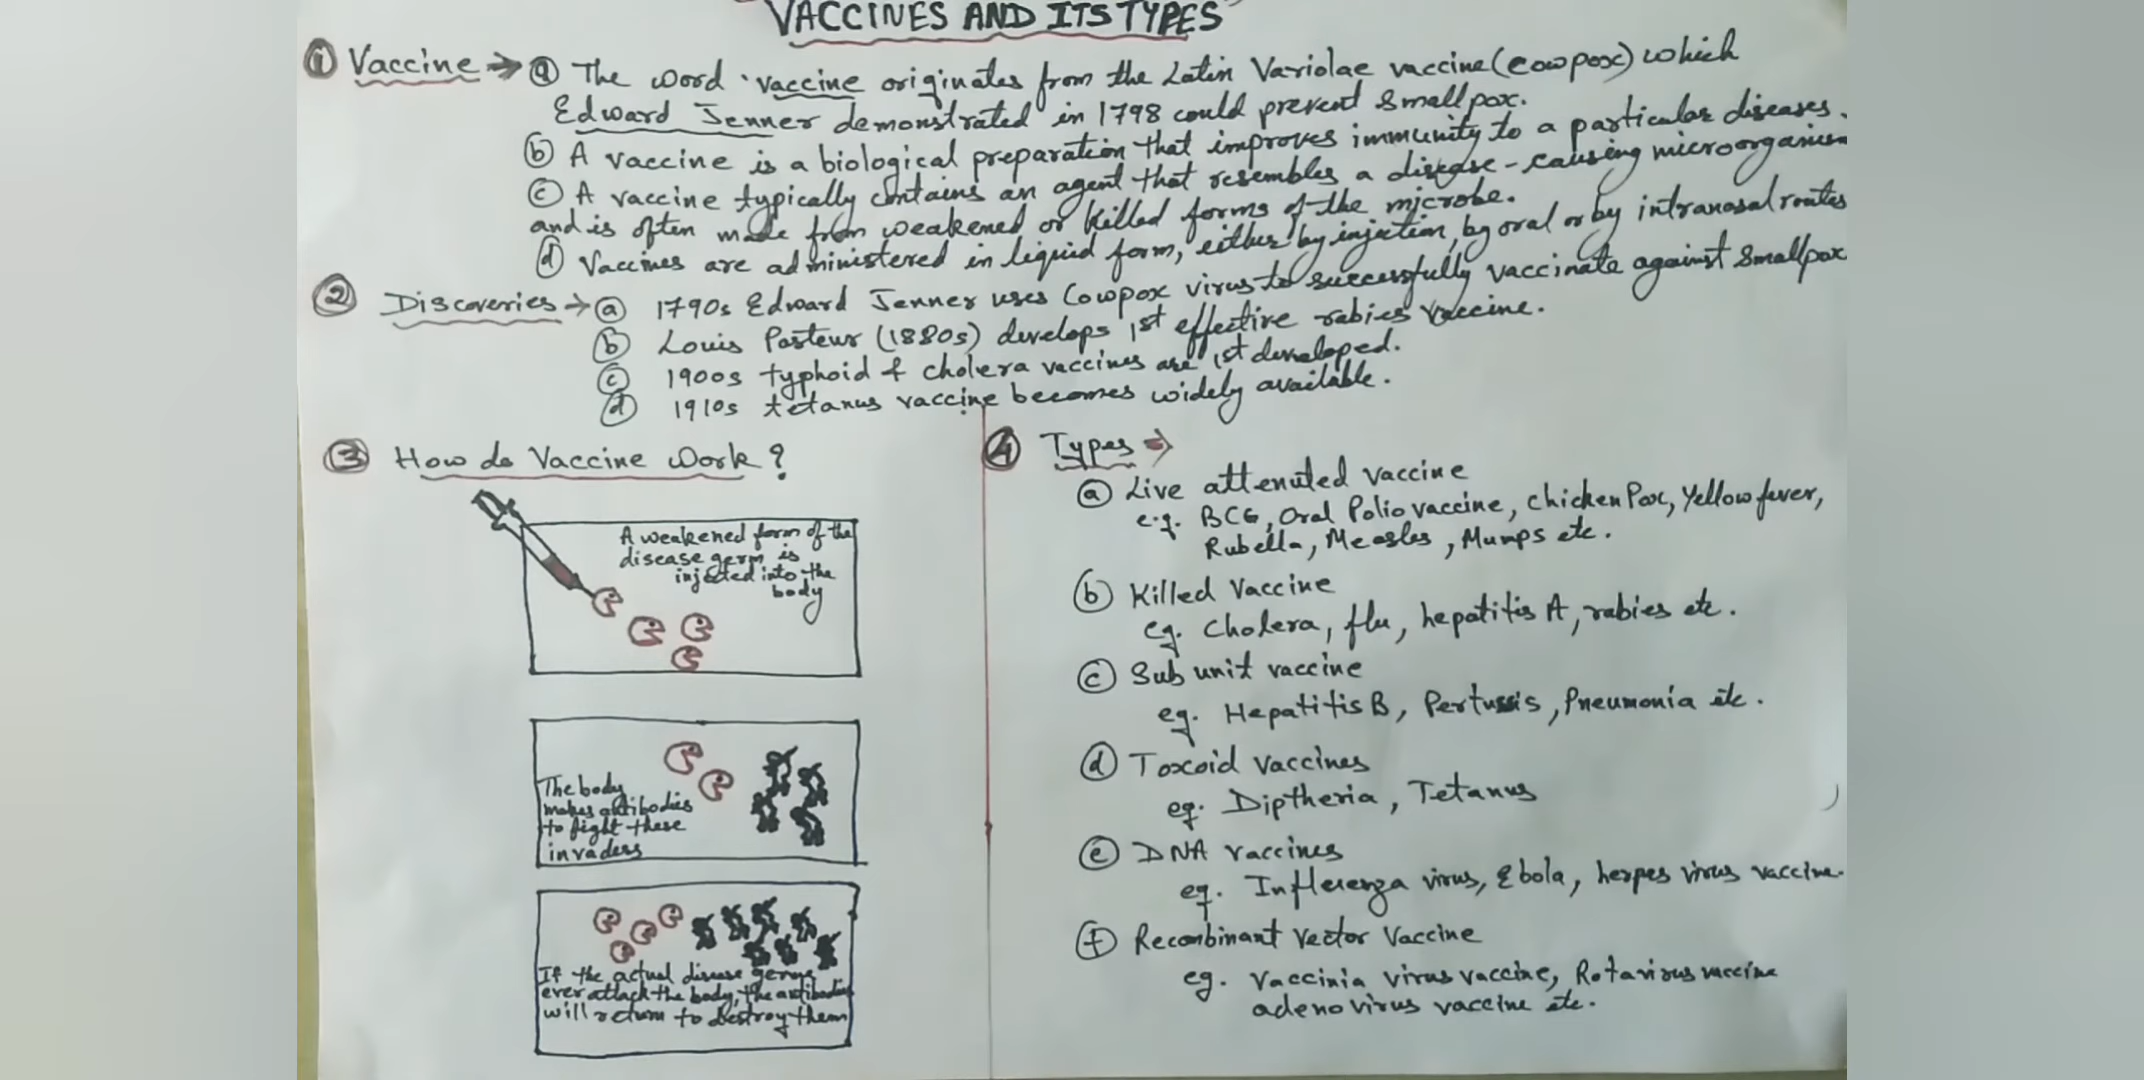 VACCINES AND ITS TYPES
① Vaccine → ⓐ The word 'vaccine originates from the Latin Variolae vaccine (cowpox) which
Edward Jenner demonstrated in 1798 could prevent Smallpox.
ⓑ A vaccine is a biological preparation that improves immunity to a particular diseases.
ⓒ A vaccine typically contains an agent that resembles a disease-causing microorganism
and is often made from weakened or killed forms of the microbe.
ⓓ Vaccines are administered in liquid form, either by injection, by oral or by intranasal routes
② Discoveries → ⓐ 1790s Edward Jenner uses Cowpox virus to successfully vaccinate against Smallpox
ⓑ Louis Pasteur (1880s) develops 1st effective rabies vaccine.
ⓒ 1900s typhoid & cholera vaccines are 1st developed.
ⓓ 1910s tetanus vaccine becomes widely available.
③ How do Vaccine Work?
A weakened form of the
disease germ is
injected into the
body
The body
makes antibodies
to fight these
invaders
If the actual disease germs
ever attack the body, the antibodies
will return to destroy them
④ Types ⇒
ⓐ Live attenuted vaccine
e.g. BCG, Oral Polio vaccine, chicken Pox, Yellow fever,
Rubella, Measles, Mumps etc.
ⓑ Killed Vaccine
eg. Cholera, flu, hepatitis A, rabies etc.
ⓒ Sub unit vaccine
eg. Hepatitis B, Pertussis, Pneumonia etc.
ⓓ Toxoid vaccines
eg. Diptheria, Tetanus
ⓔ DNA vaccines
eg. Influenza virus, Ebola, herpes virus vaccine.
ⓕ Recombinant Vector Vaccine
eg. Vaccinia virus vaccine, Rotavirus vaccine
adenovirus vaccine etc.